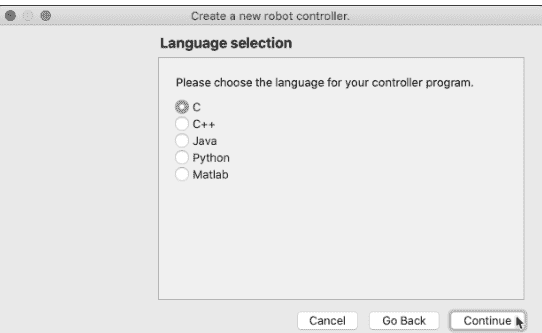 Create a new robot controller.
Language selection
Please choose the language for your controller program.
C
C++
Java
Python
Matlab
Cancel Go Back Continue